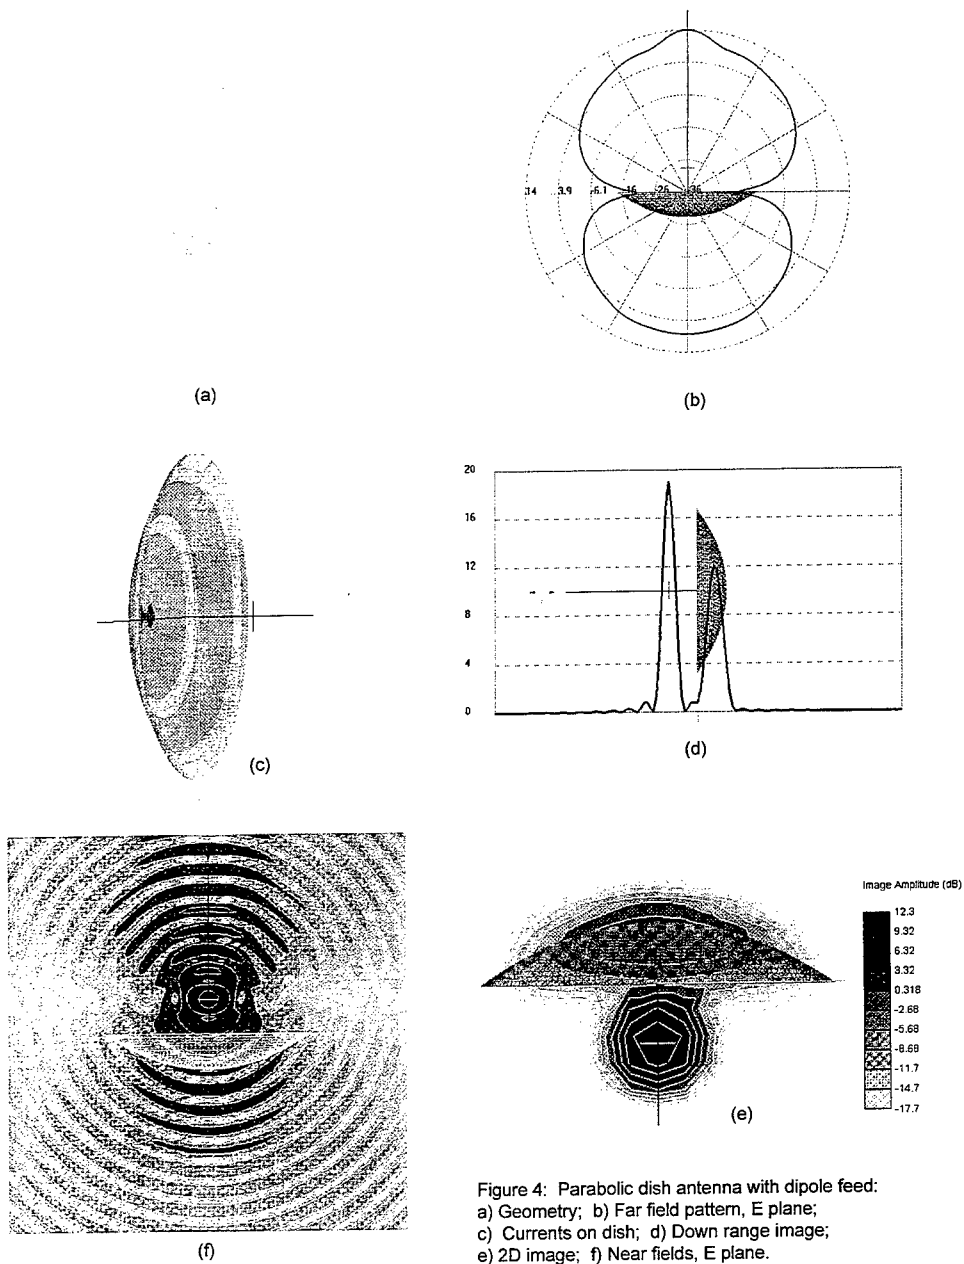 14 3.9 -6.1 -16 -26 -36
(a)
(b)
20
16
12
8
4
0
(c)
(d)
Image Amplitude (dB)
12.3
9.32
6.32
3.32
0.318
-2.68
-5.68
-8.68
-11.7
-14.7
-17.7
(e)
(f)
Figure 4: Parabolic dish antenna with dipole feed:
a) Geometry; b) Far field pattern, E plane;
c) Currents on dish; d) Down range image;
e) 2D image; f) Near fields, E plane.